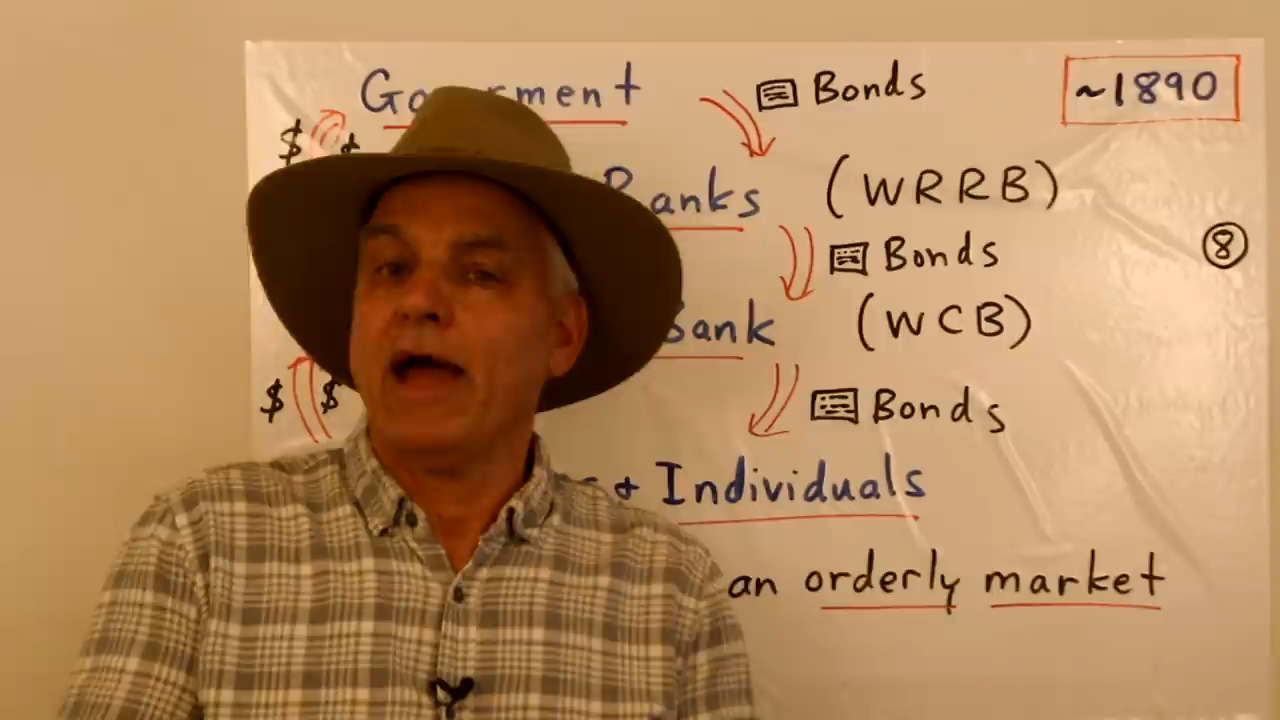 Government Bonds ~1890
$
Banks (WRRB)
Bonds 8
Bank (WCB)
$ $ Bonds
+ Individuals
an orderly market